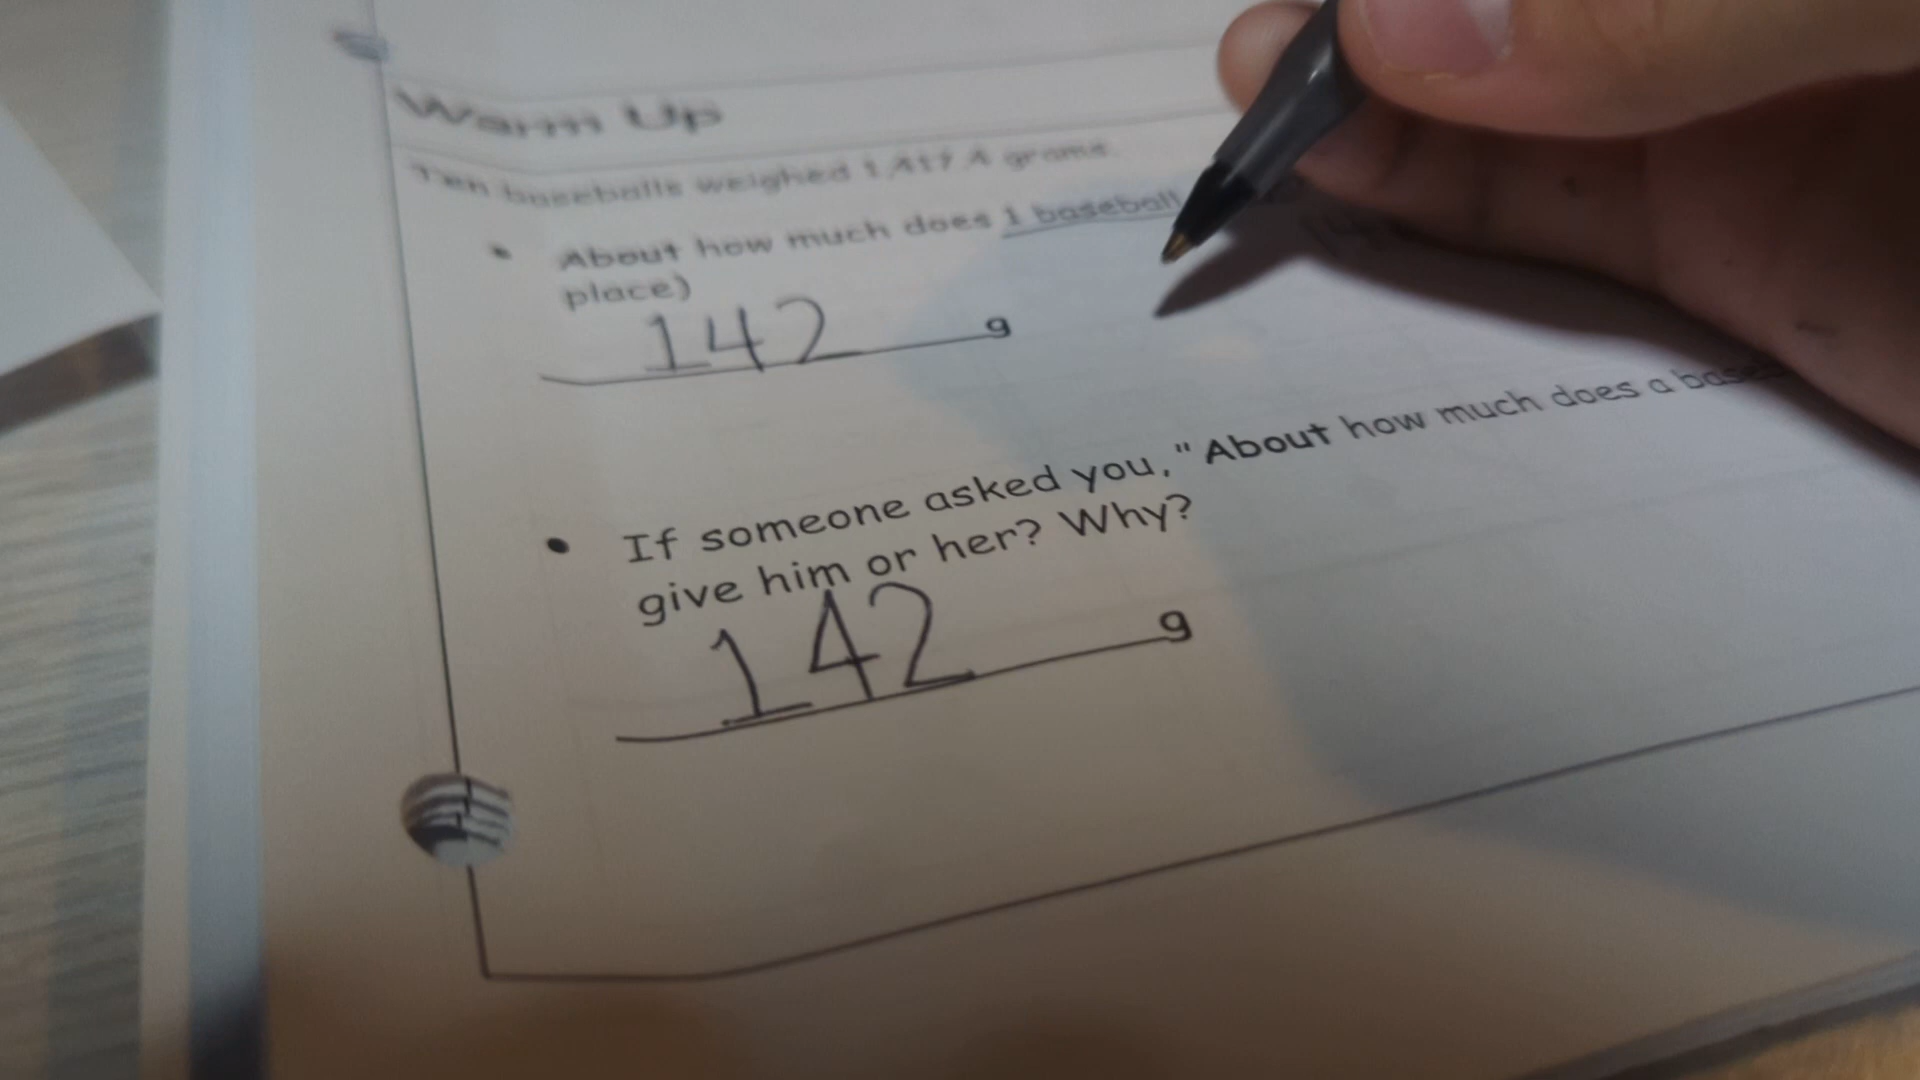 Warm Up
Ten baseballs weighed 1,417.4 grams.
• About how much does 1 baseball
place)
142 g
• If someone asked you, "About how much does a base
give him or her? Why?
142 g